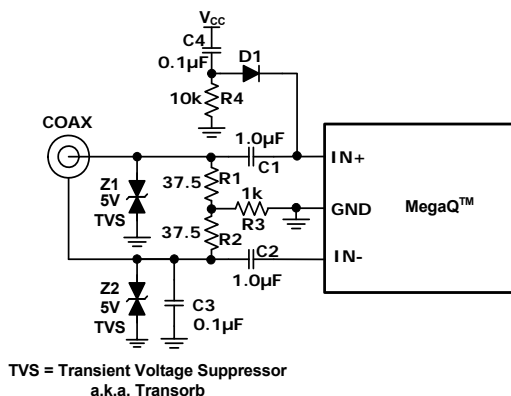 VCC
C4
0.1µF
D1
10k
R4
COAX
1.0µF
C1
IN+
Z1
5V
TVS
37.5
R1
1k
R3
GND
MegaQ™
37.5
R2
C2
1.0µF
IN-
Z2
5V
TVS
C3
0.1µF
TVS = Transient Voltage Suppressor
a.k.a. Transorb